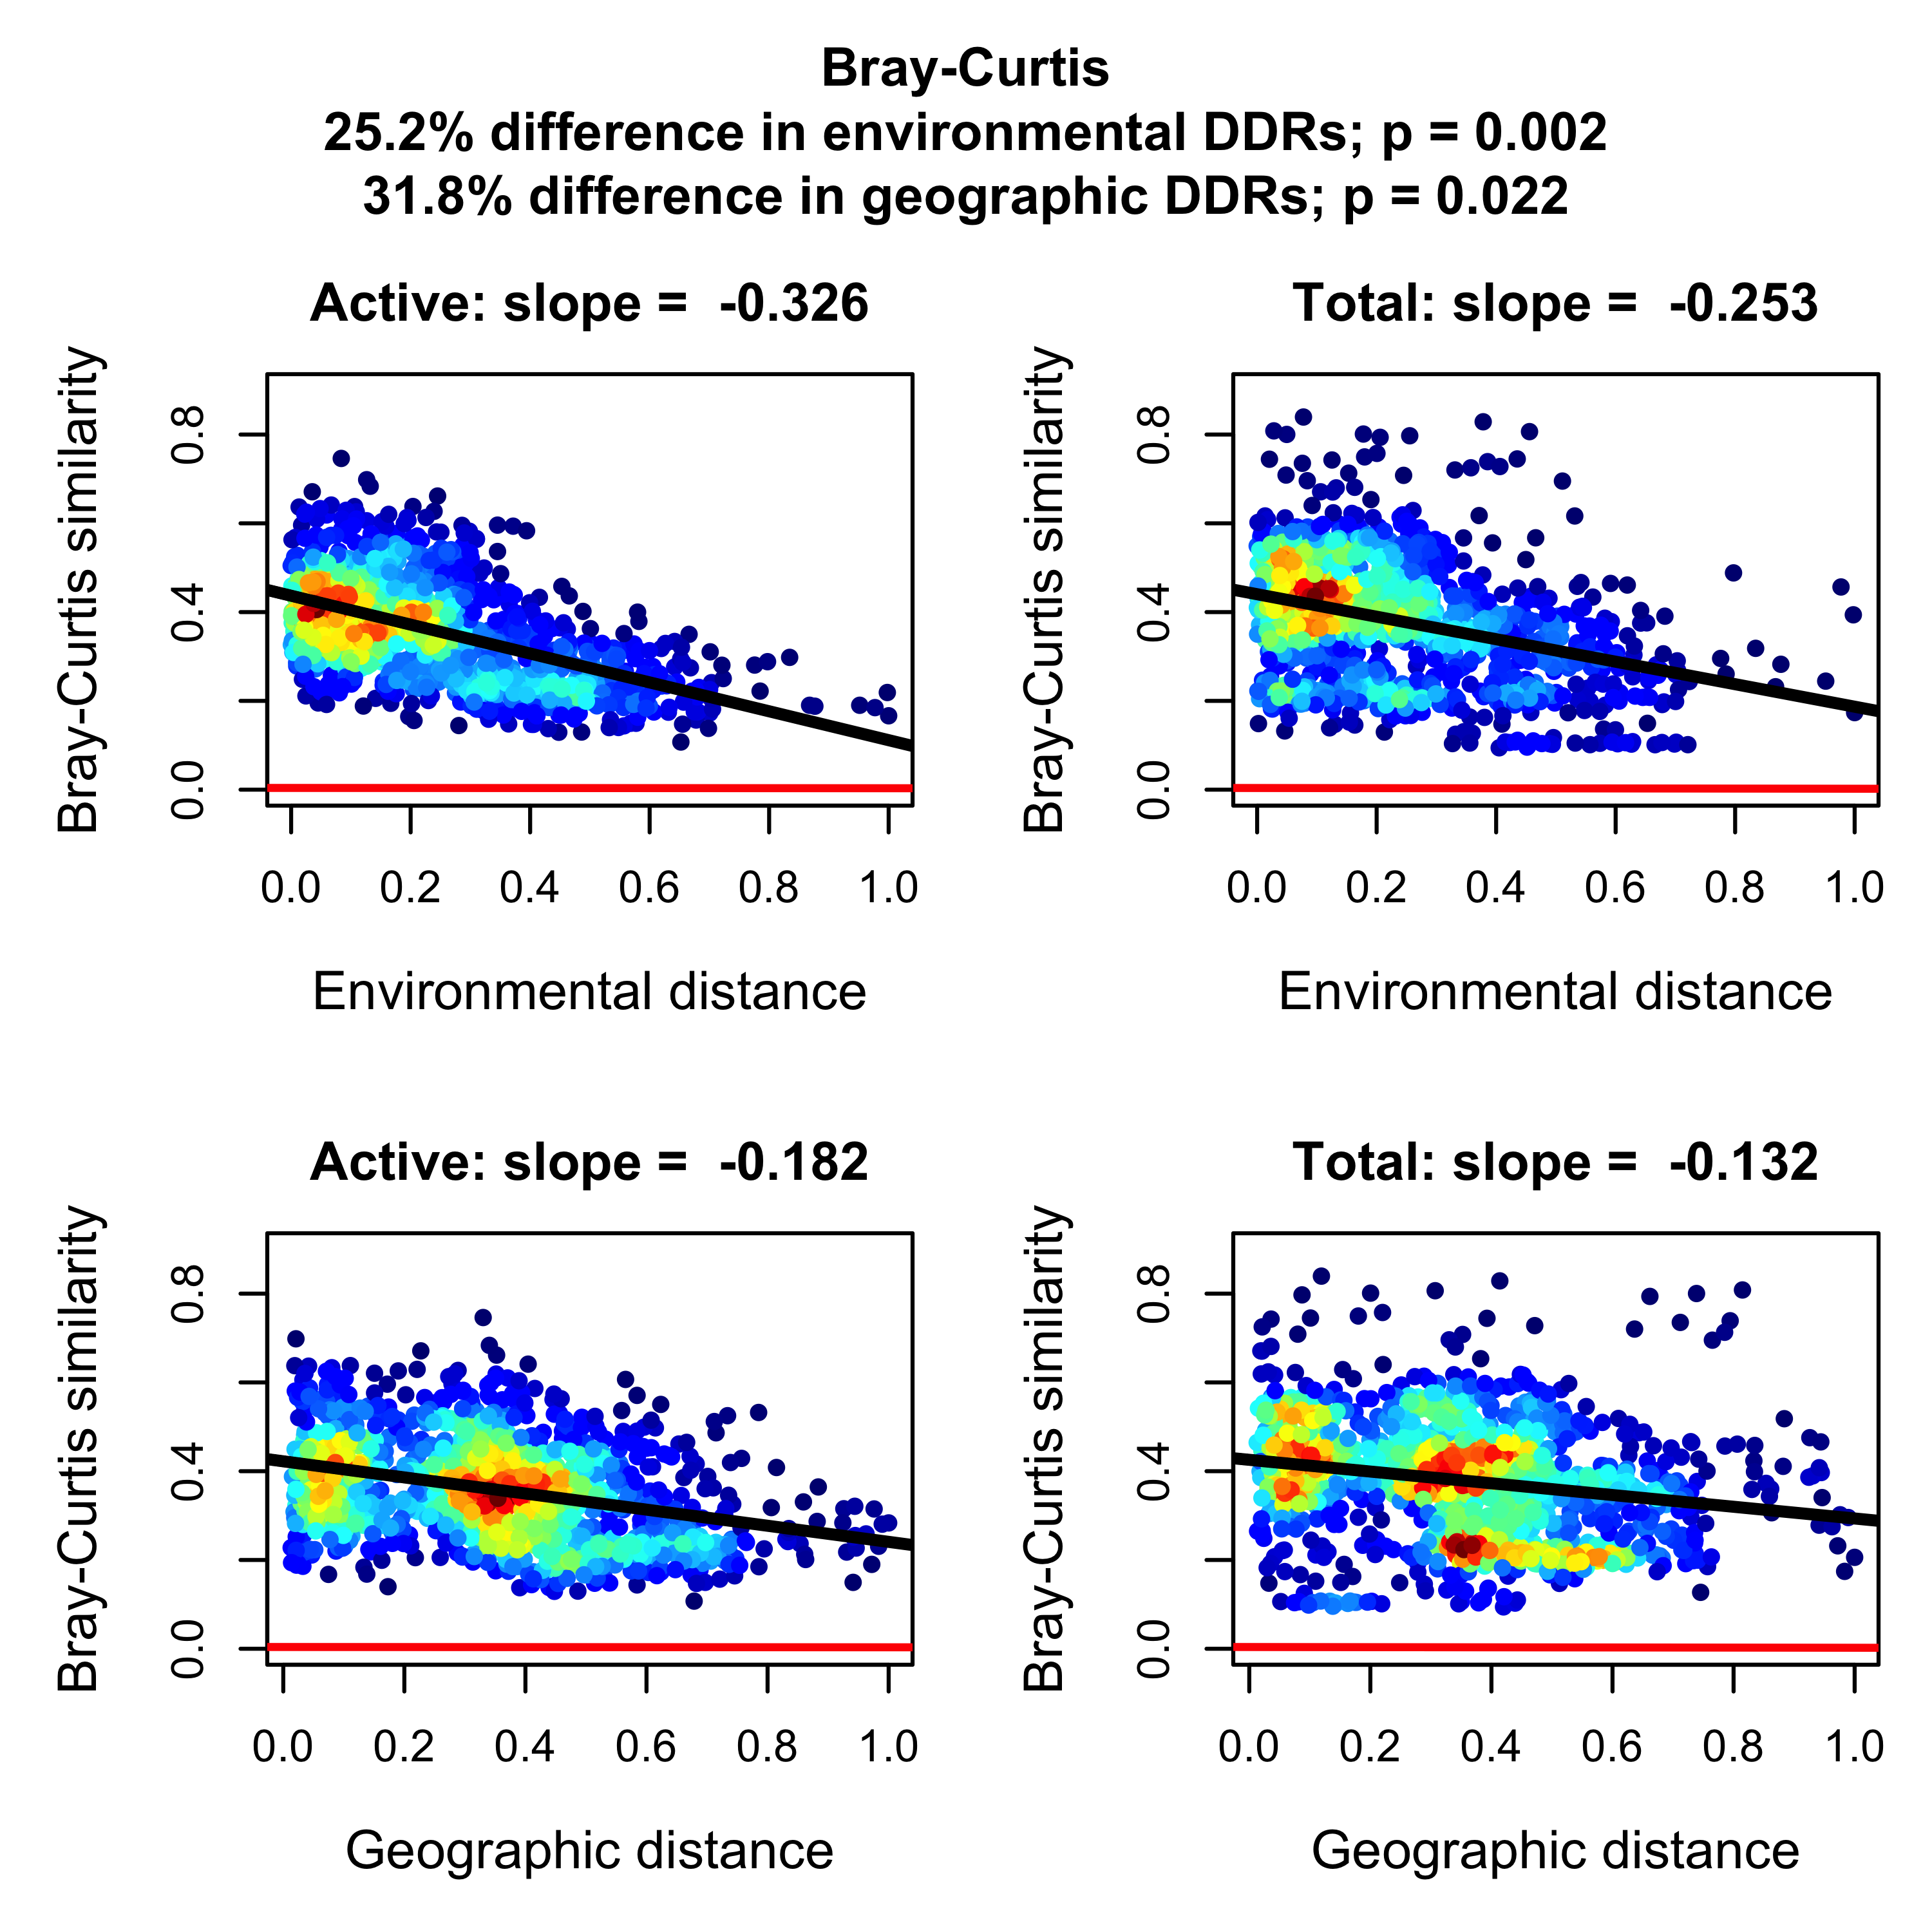 Bray-Curtis
25.2% difference in environmental DDRs; p = 0.002
31.8% difference in geographic DDRs; p = 0.022
Active: slope = -0.326
Bray-Curtis similarity
0.8
0.4
0.0
0.0 0.2 0.4 0.6 0.8 1.0
Environmental distance
Total: slope = -0.253
Bray-Curtis similarity
0.8
0.4
0.0
0.0 0.2 0.4 0.6 0.8 1.0
Environmental distance
Active: slope = -0.182
Bray-Curtis similarity
0.8
0.4
0.0
0.0 0.2 0.4 0.6 0.8 1.0
Geographic distance
Total: slope = -0.132
Bray-Curtis similarity
0.8
0.4
0.0
0.0 0.2 0.4 0.6 0.8 1.0
Geographic distance